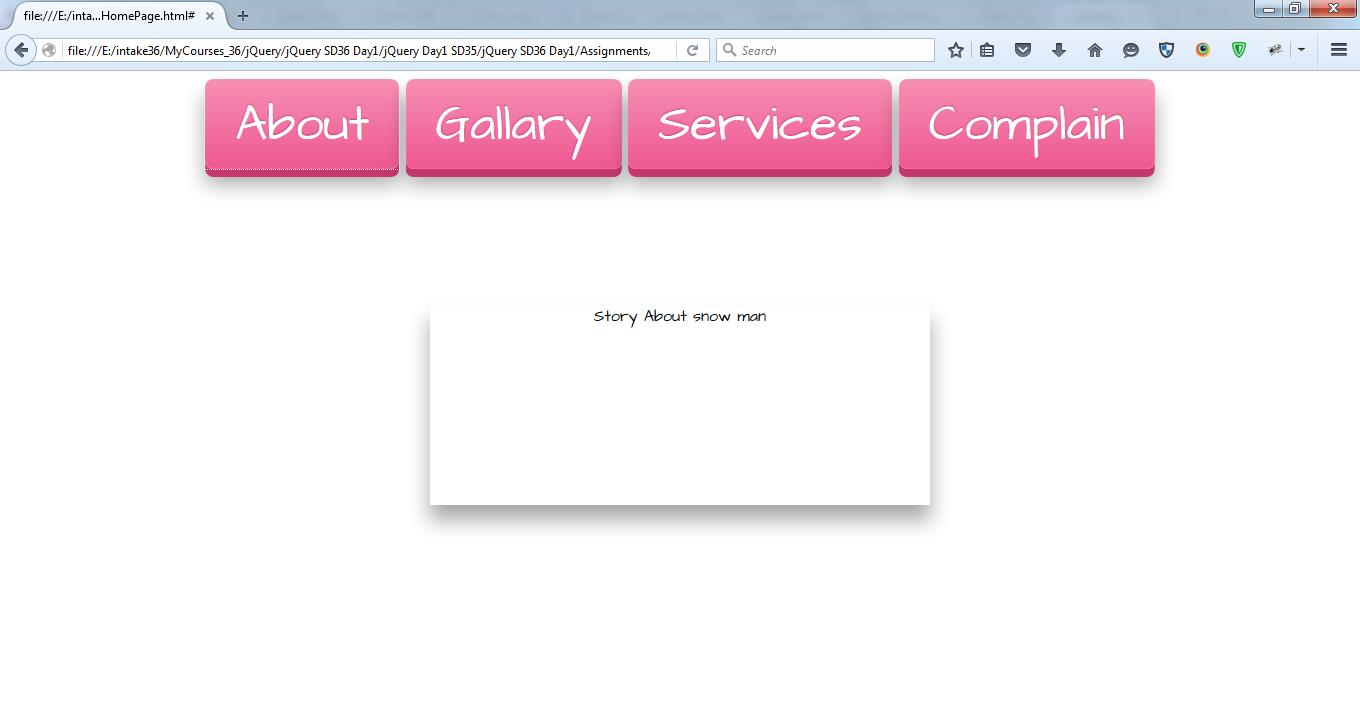 file:///E:/inta...HomePage.html#
file:///E:/intake36/MyCourses_36/jQuery/jQuery SD36 Day1/jQuery Day1 SD35/jQuery SD36 Day1/Assignments/
Search
About Gallary Services Complain
Story About snow man